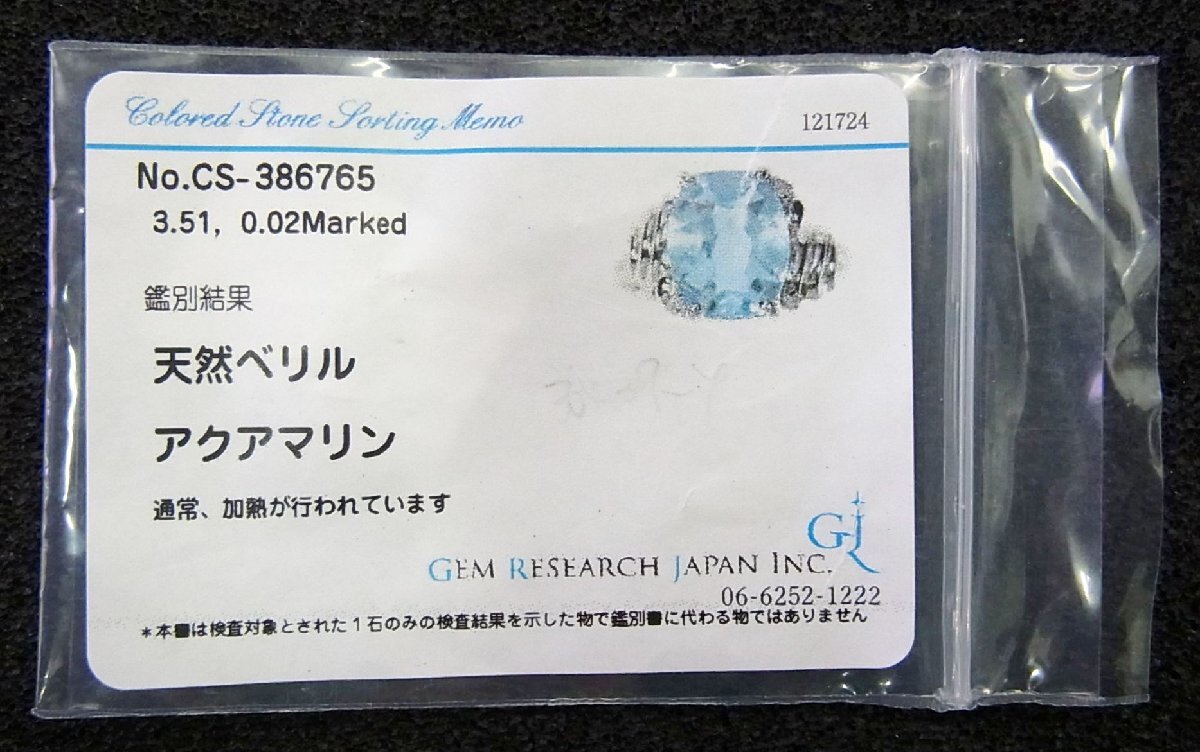 Colored Stone Sorting Memo
121724
No.CS-386765
3.51, 0.02Marked
鑑別結果
天然ベリル
アクアマリン
通常、加熱が行われています
GJR
GEM RESEARCH JAPAN INC.
06-6252-1222
*本書は検査対象とされた1石のみの検査結果を示した物で鑑別書に代わる物ではありません